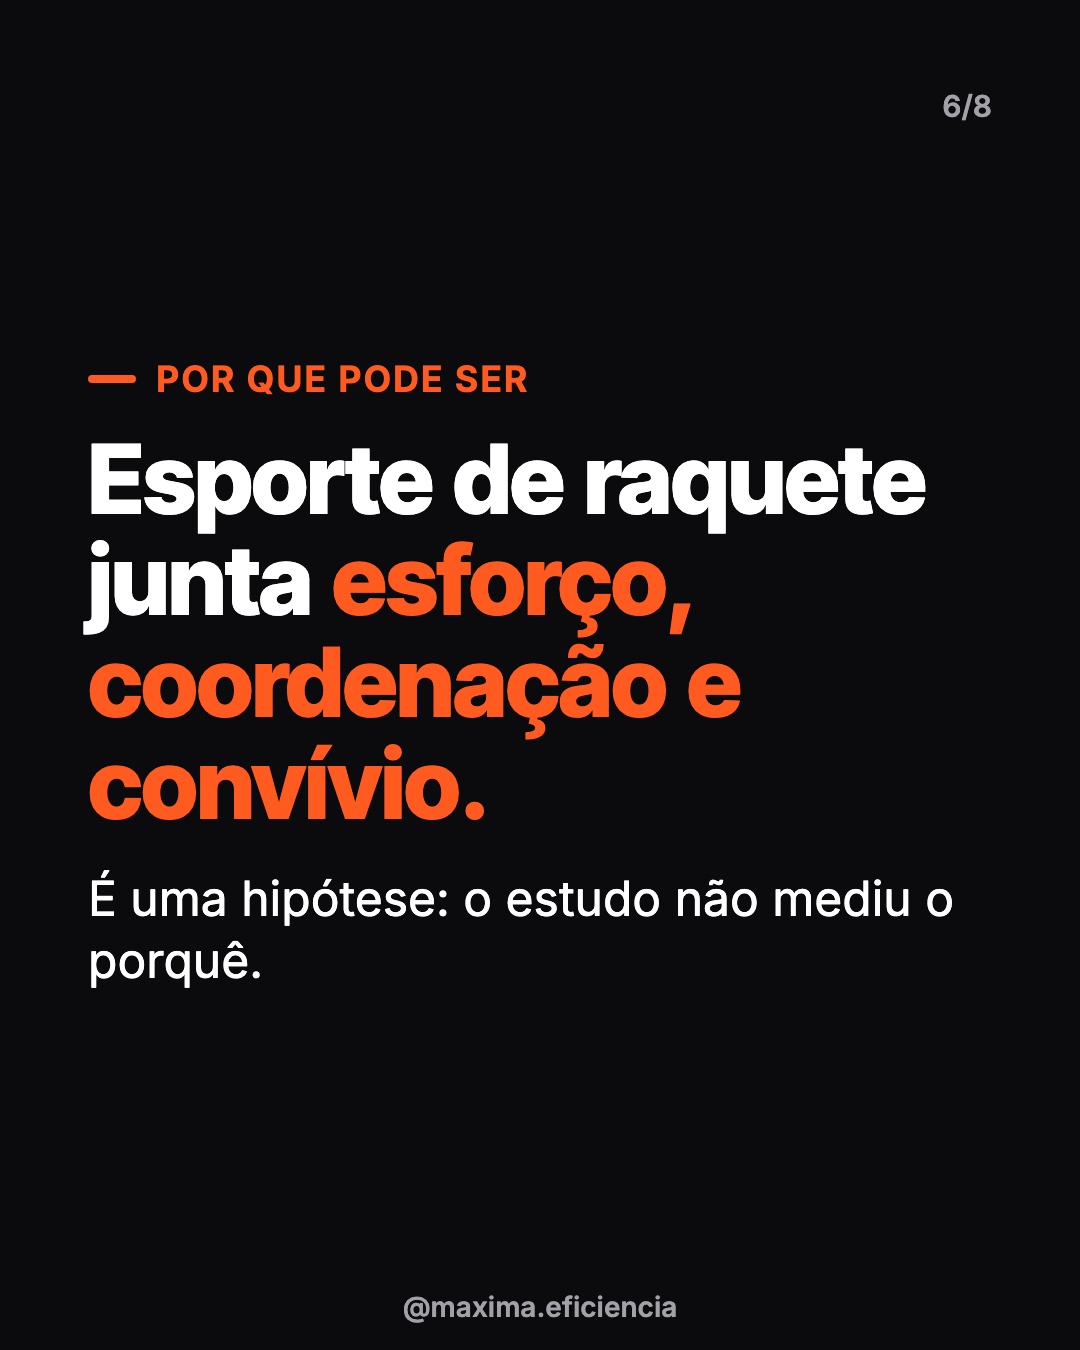 6/8
POR QUE PODE SER
Esporte de raquete
junta esforço,
coordenação e
convívio.
É uma hipótese: o estudo não mediu o
porquê.
@maxima.eficiencia